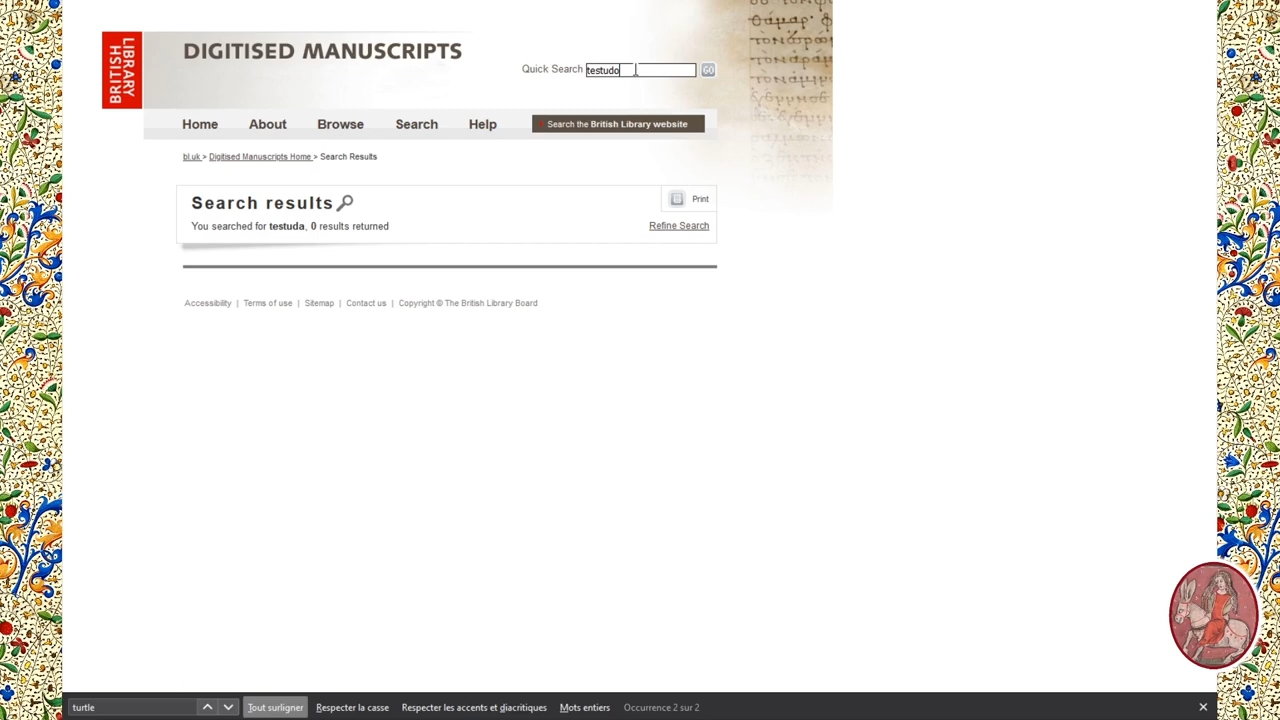 BRITISH
LIBRARY
DIGITISED MANUSCRIPTS
Quick Search testudo GO
Home About Browse Search Help Search the British Library website
bl.uk > Digitised Manuscripts Home > Search Results
Search results
Print
You searched for testuda, 0 results returned
Refine Search
Accessibility | Terms of use | Sitemap | Contact us | Copyright © The British Library Board
turtle Tout surligner Respecter la casse Respecter les accents et diacritiques Mots entiers Occurrence 2 sur 2